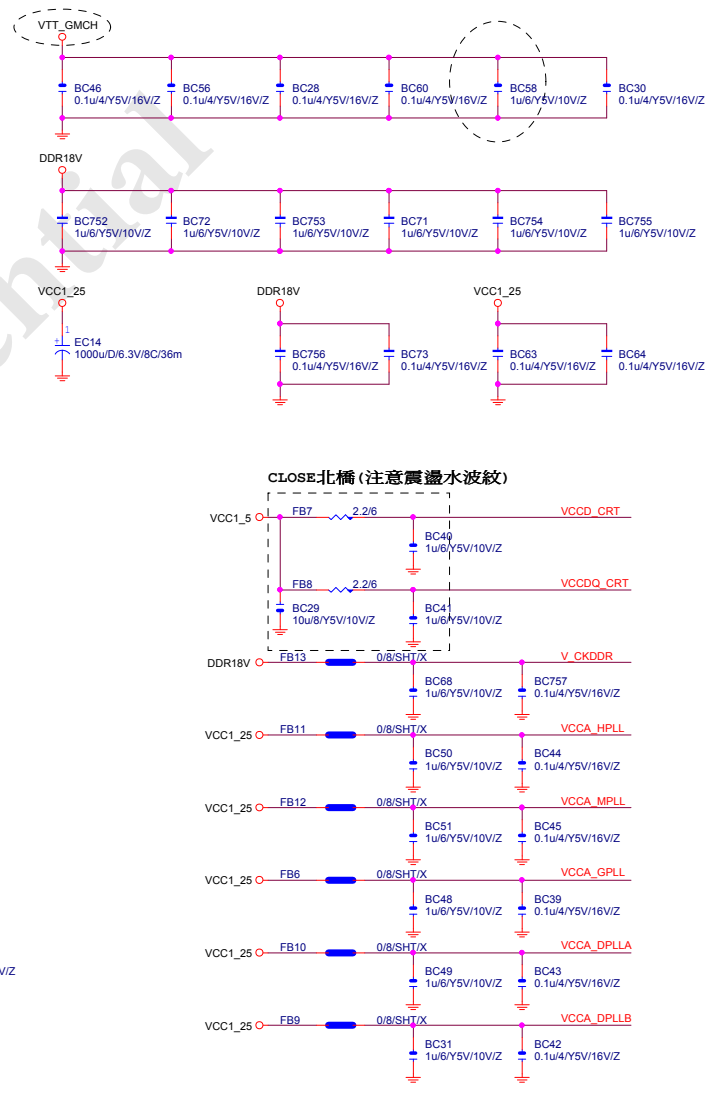 VTT_GMCH
BC46
0.1u/4/Y5V/16V/Z
BC56
0.1u/4/Y5V/16V/Z
BC28
0.1u/4/Y5V/16V/Z
BC60
0.1u/4/Y5V/16V/Z
BC58
1u/6/Y5V/10V/Z
BC30
0.1u/4/Y5V/16V/Z
DDR18V
BC752
1u/6/Y5V/10V/Z
BC72
1u/6/Y5V/10V/Z
BC753
1u/6/Y5V/10V/Z
BC71
1u/6/Y5V/10V/Z
BC754
1u/6/Y5V/10V/Z
BC755
1u/6/Y5V/10V/Z
VCC1_25
1
+
EC14
1000u/D/6.3V/8C/36m
DDR18V
BC756
0.1u/4/Y5V/16V/Z
BC73
0.1u/4/Y5V/16V/Z
VCC1_25
BC63
0.1u/4/Y5V/16V/Z
BC64
0.1u/4/Y5V/16V/Z
ential
CLOSE北橋(注意震盪水波紋)
VCC1_5
FB7
2.2/6
VCCD_CRT
BC40
1u/6/Y5V/10V/Z
FB8
2.2/6
VCCDQ_CRT
BC29
10u/8/Y5V/10V/Z
BC41
1u/6/Y5V/10V/Z
DDR18V
FB13
0/8/SHT/X
V_CKDDR
BC68
1u/6/Y5V/10V/Z
BC757
0.1u/4/Y5V/16V/Z
VCC1_25
FB11
0/8/SHT/X
VCCA_HPLL
BC50
1u/6/Y5V/10V/Z
BC44
0.1u/4/Y5V/16V/Z
VCC1_25
FB12
0/8/SHT/X
VCCA_MPLL
BC51
1u/6/Y5V/10V/Z
BC45
0.1u/4/Y5V/16V/Z
VCC1_25
FB6
0/8/SHT/X
VCCA_GPLL
BC48
1u/6/Y5V/10V/Z
BC39
0.1u/4/Y5V/16V/Z
VCC1_25
FB10
0/8/SHT/X
VCCA_DPLLA
BC49
1u/6/Y5V/10V/Z
BC43
0.1u/4/Y5V/16V/Z
V/Z
VCC1_25
FB9
0/8/SHT/X
VCCA_DPLLB
BC31
1u/6/Y5V/10V/Z
BC42
0.1u/4/Y5V/16V/Z